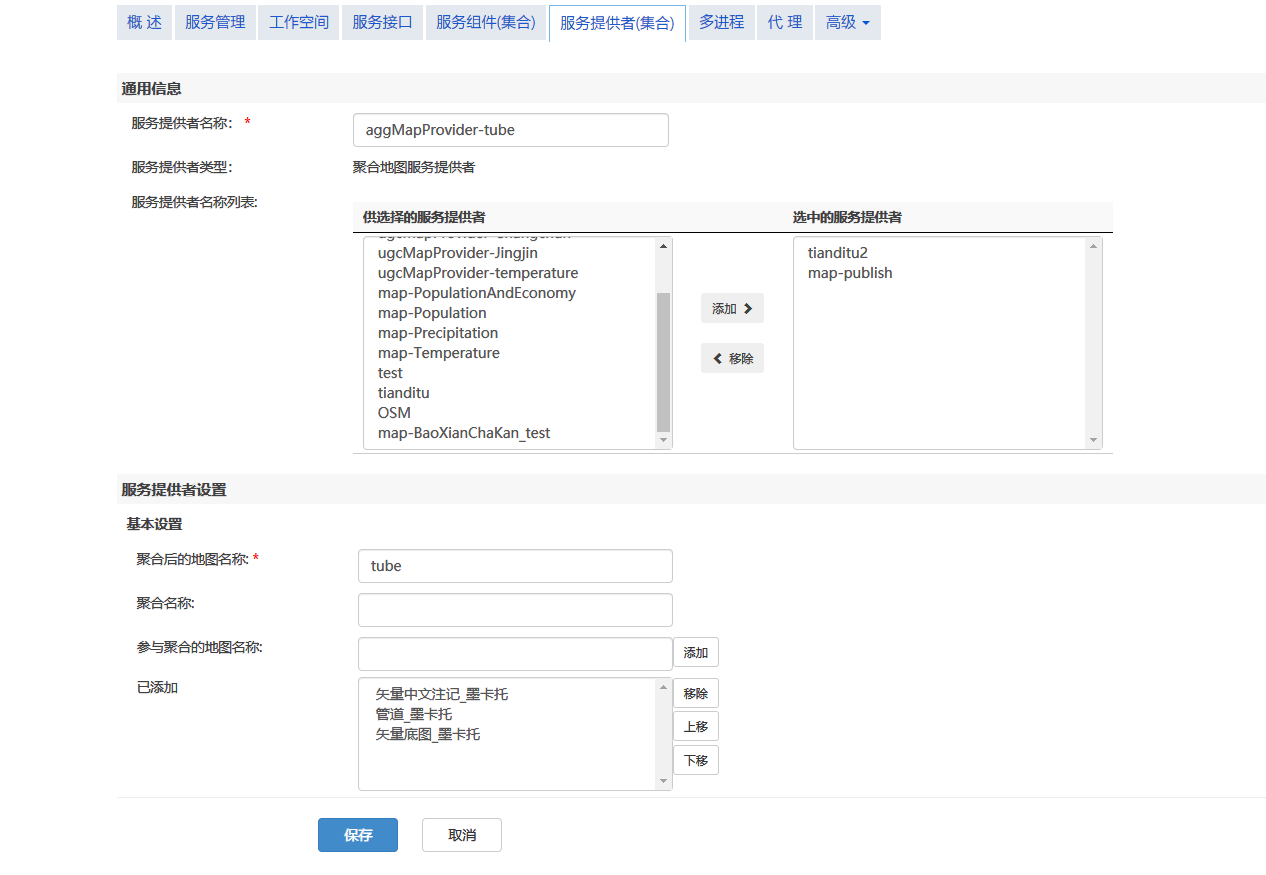 概 述 服务管理 工作空间 服务接口 服务组件(集合) 服务提供者(集合) 多进程 代 理 高级
通用信息
服务提供者名称: * aggMapProvider-tube
服务提供者类型: 聚合地图服务提供者
服务提供者名称列表:
供选择的服务提供者 选中的服务提供者
ugcMapProvider-Jingjin tianditu2
ugcMapProvider-temperature map-publish
map-PopulationAndEconomy
map-Population 添加
map-Precipitation
map-Temperature 移除
test
tianditu
OSM
map-BaoXianChaKan_test
服务提供者设置
基本设置
聚合后的地图名称: * tube
聚合名称:
参与聚合的地图名称: 添加
已添加 矢量中文注记_墨卡托 移除
管道_墨卡托 上移
矢量底图_墨卡托
下移
保存 取消